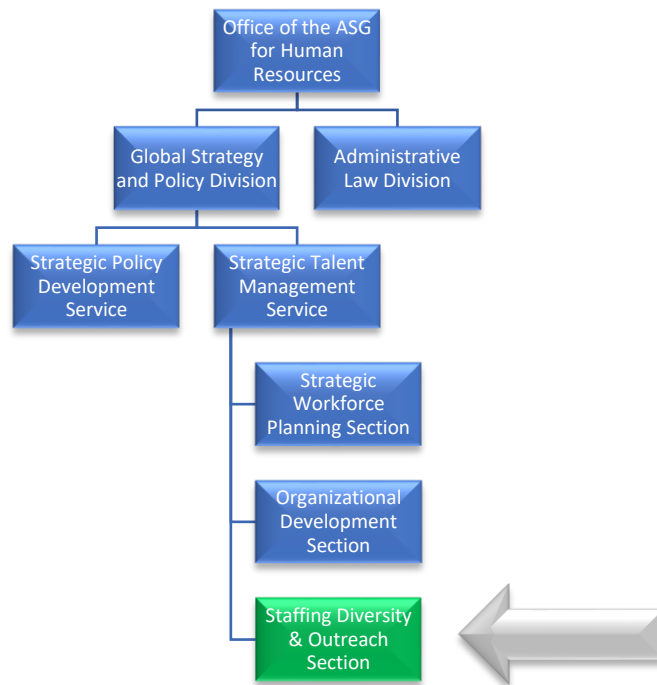 Office of the ASG
for Human
Resources
Global Strategy
and Policy Division
Administrative
Law Division
Strategic Policy
Development
Service
Strategic Talent
Management
Service
Strategic
Workforce
Planning Section
Organizational
Development
Section
Staffing Diversity
& Outreach
Section